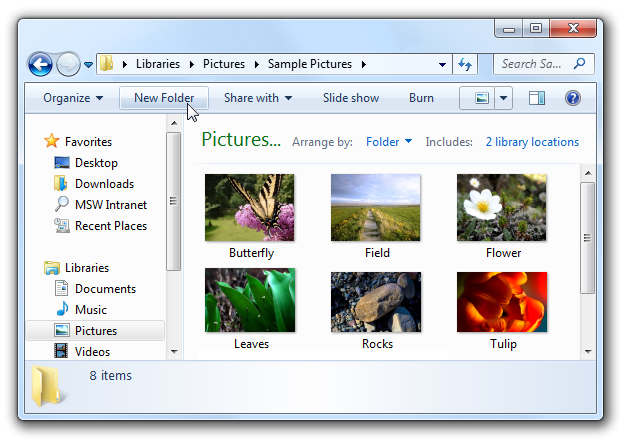 Libraries Pictures Sample Pictures Search Sa...
Organize New Folder Share with Slide show Burn
Favorites
Desktop
Downloads
MSW Intranet
Recent Places
Libraries
Documents
Music
Pictures
Videos
Pictures... Arrange by: Folder Includes: 2 library locations
Butterfly Field Flower
Leaves Rocks Tulip
8 items